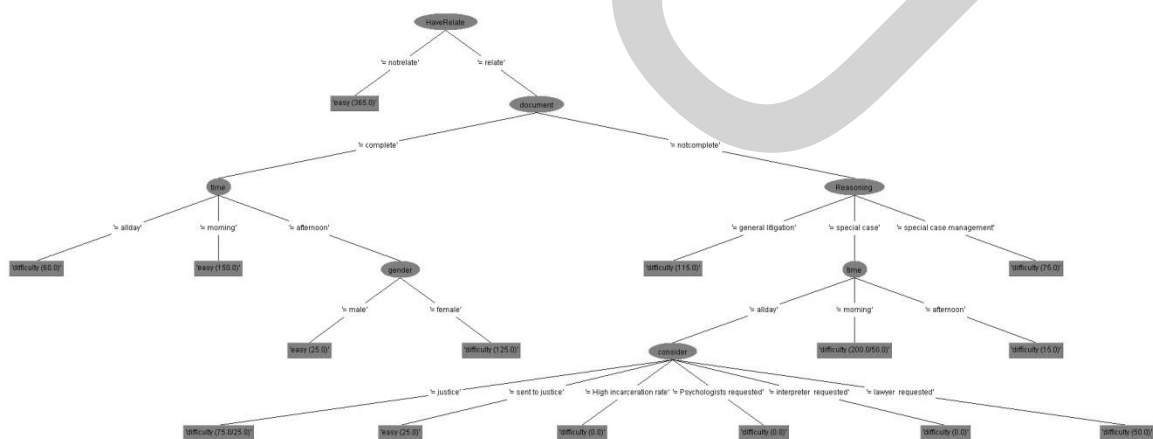 HaveRelate
'= notrelate' '= relate'
'easy (365.0)' document
'= complete' '= notcomplete'
time Reasoning
'= allday' '= morning' '= afternoon' '= general litigation' '= special case' '= special case management'
'difficulty (60.0)' 'easy (150.0)' gender 'difficulty (115.0)' time 'difficulty (75.0)'
'= male' '= female' '= allday' '= morning' '= afternoon'
'easy (25.0)' 'difficulty (125.0)' consider 'difficulty (200.0/50.0)' 'difficulty (15.0)'
'= justice' '= sent to justice' '= High incarceration rate' '= Psychologists requested' '= interpreter requested' '= lawyer requested'
'difficulty (75.0/25.0)' 'easy (25.0)' 'difficulty (0.0)' 'difficulty (0.0)' 'difficulty (0.0)' 'difficulty (50.0)'